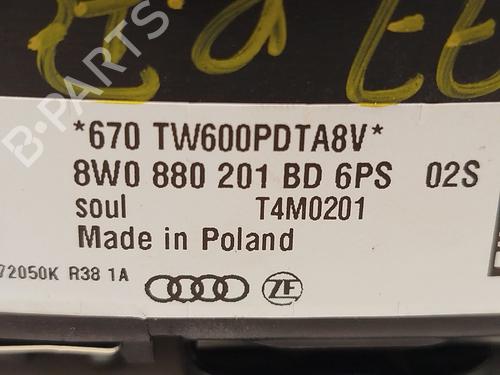 *670 TW600PDTA8V*
8W0 880 201 BD 6PS 02S
soul T4M0201
Made in Poland
72050K R38 1A
ZF
B-PARTS